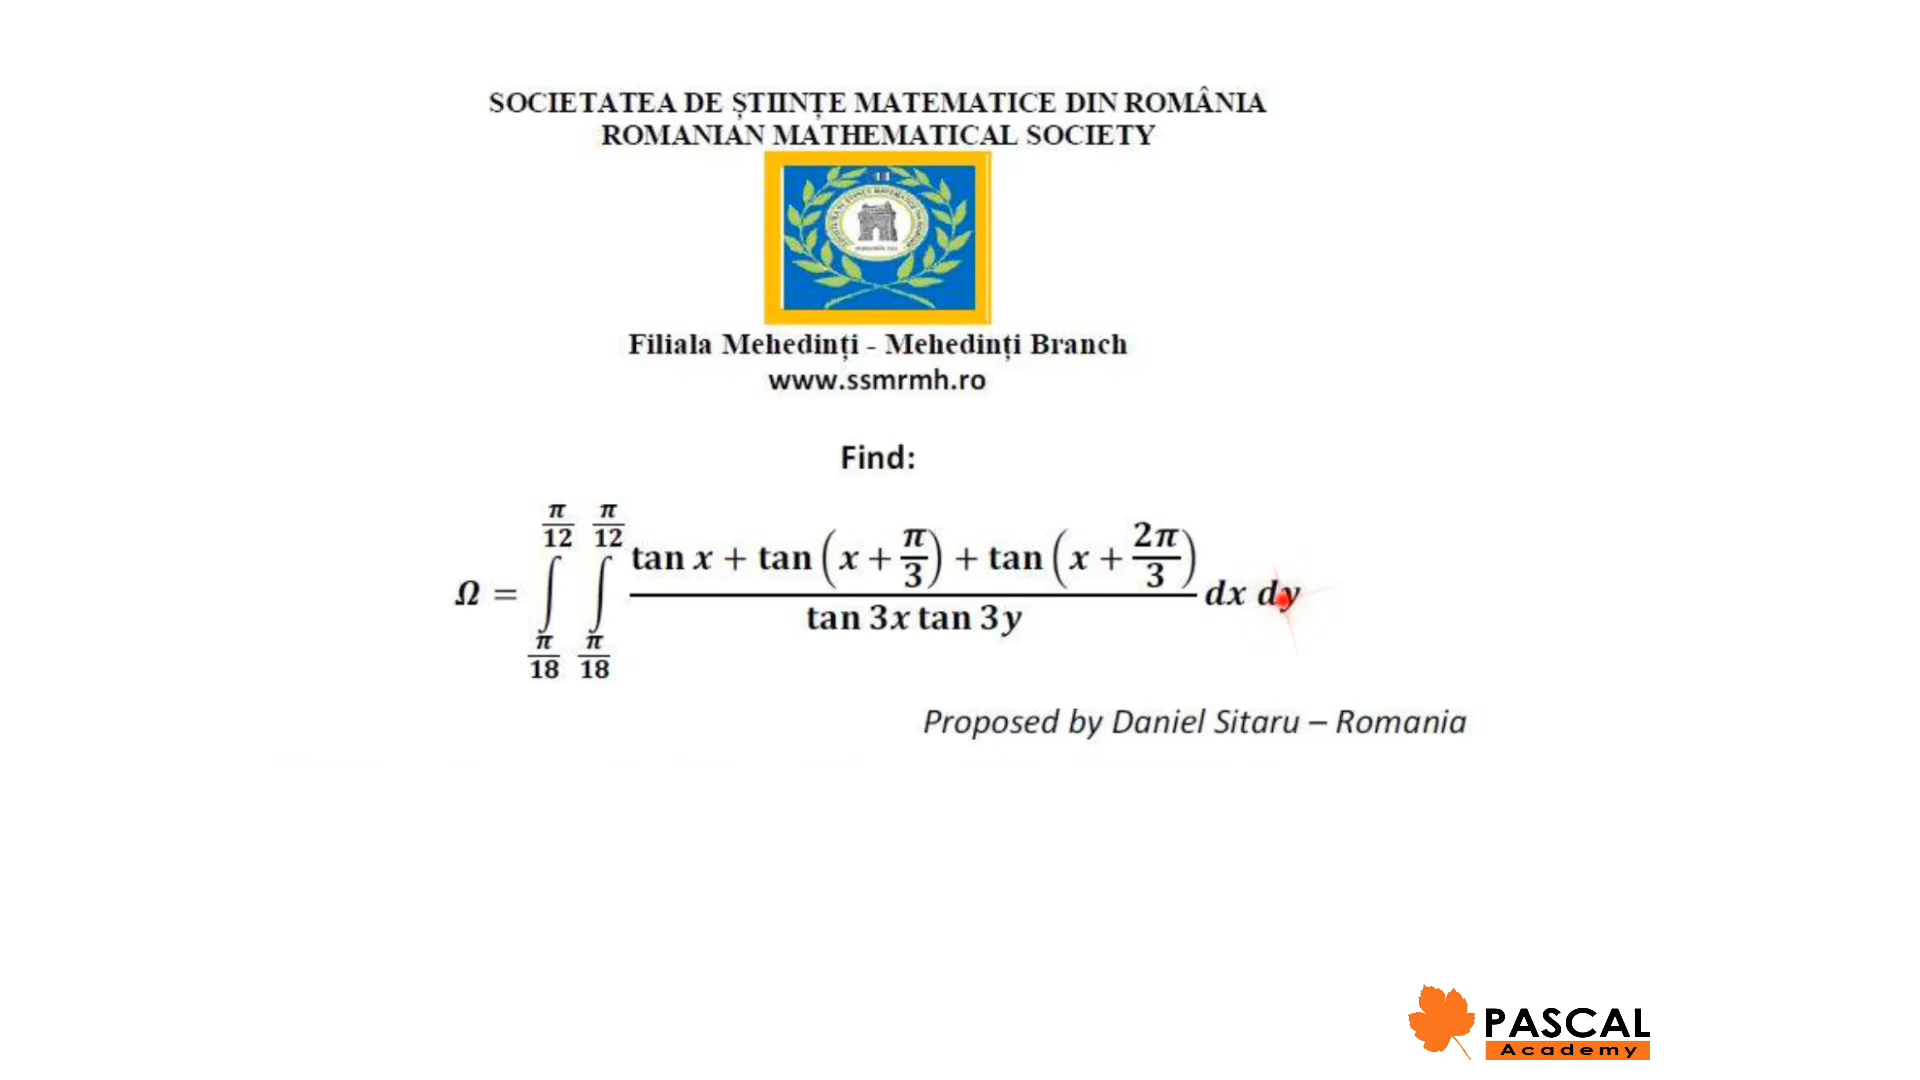 SOCIETATEA DE ȘTIINȚE MATEMATICE DIN ROMÂNIA
ROMANIAN MATHEMATICAL SOCIETY
Filiala Mehedinți - Mehedinți Branch
www.ssmrmh.ro
Find:
Ω = ∫_{π/18}^{π/12} ∫_{π/18}^{π/12} (tan x + tan (x + π/3) + tan (x + 2π/3)) / (tan 3x tan 3y) dx dy
Proposed by Daniel Sitaru – Romania
PASCAL
Academy